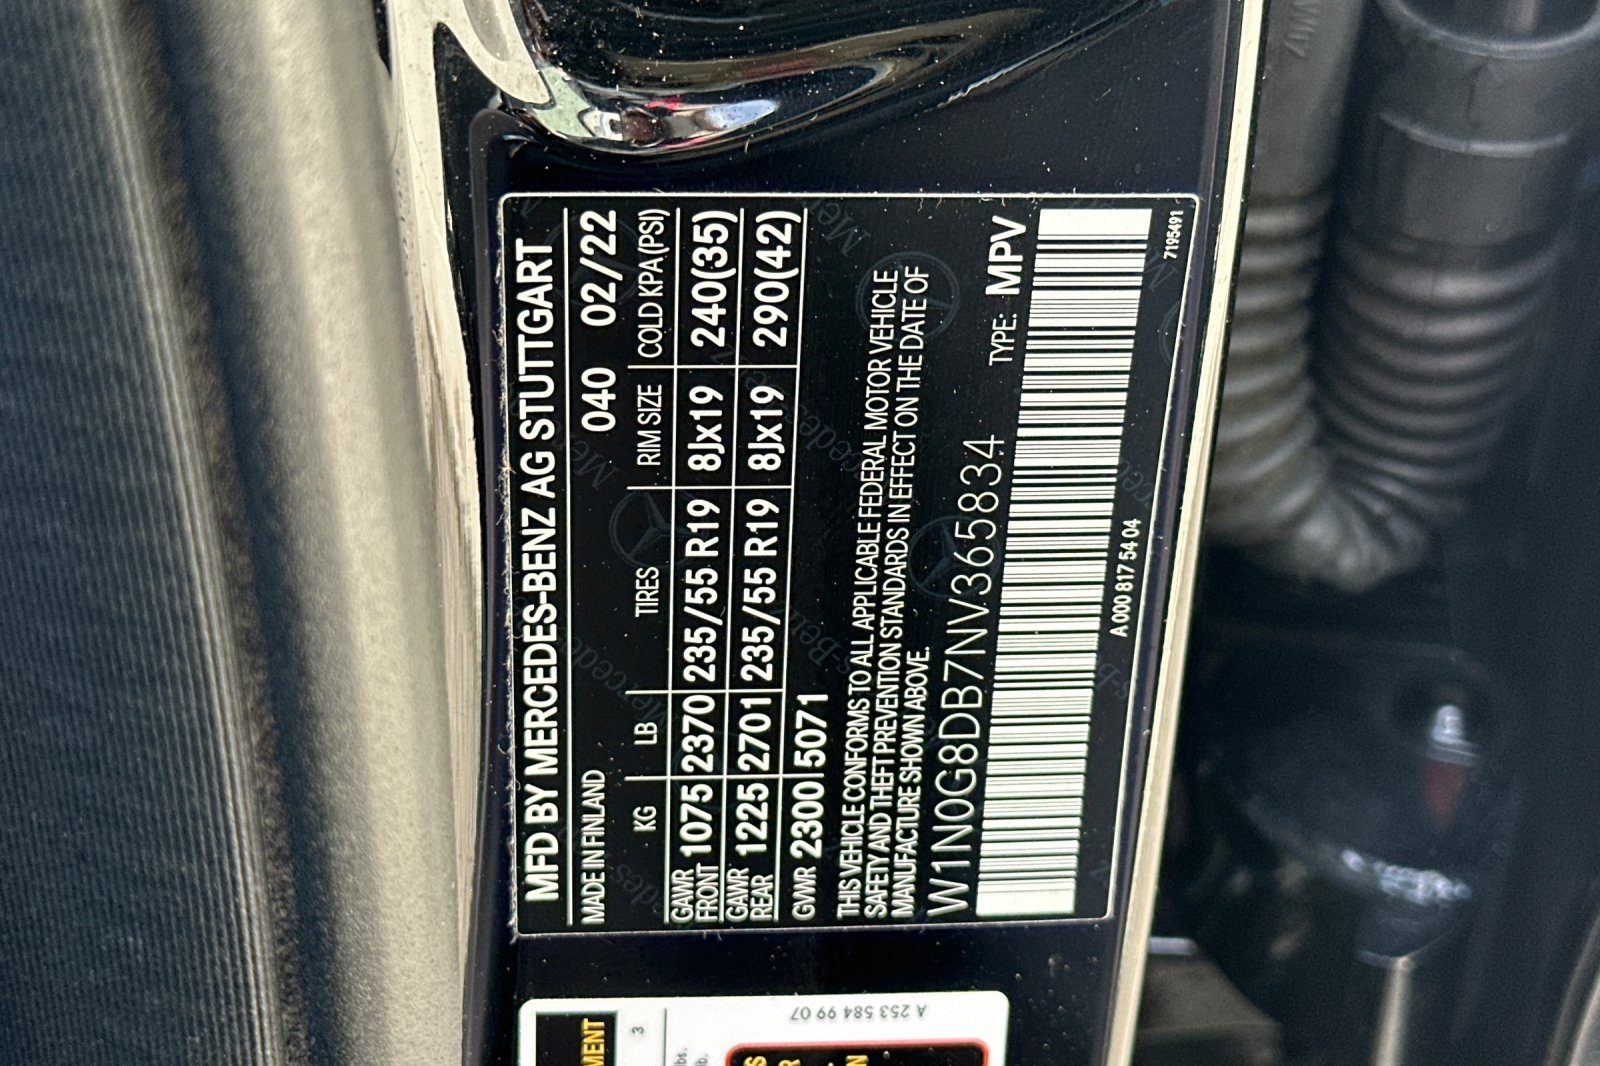 MFD BY MERCEDES-BENZ AG STUTTGART
MADE IN FINLAND 040 02/22
KG LB TIRES RIM SIZE COLD KPA(PSI)
GAWR FRONT 1075 2370 235/55 R19 8Jx19 240(35)
GAWR REAR 1225 2701 235/55 R19 8Jx19 290(42)
GVWR 2300 5071
THIS VEHICLE CONFORMS TO ALL APPLICABLE FEDERAL MOTOR VEHICLE
SAFETY AND THEFT PREVENTION STANDARDS IN EFFECT ON THE DATE OF
MANUFACTURE SHOWN ABOVE.
W1N0G8DB7NV365834 TYPE: MPV
A 000 817 54 04 7195491
A 253 584 99 07
3